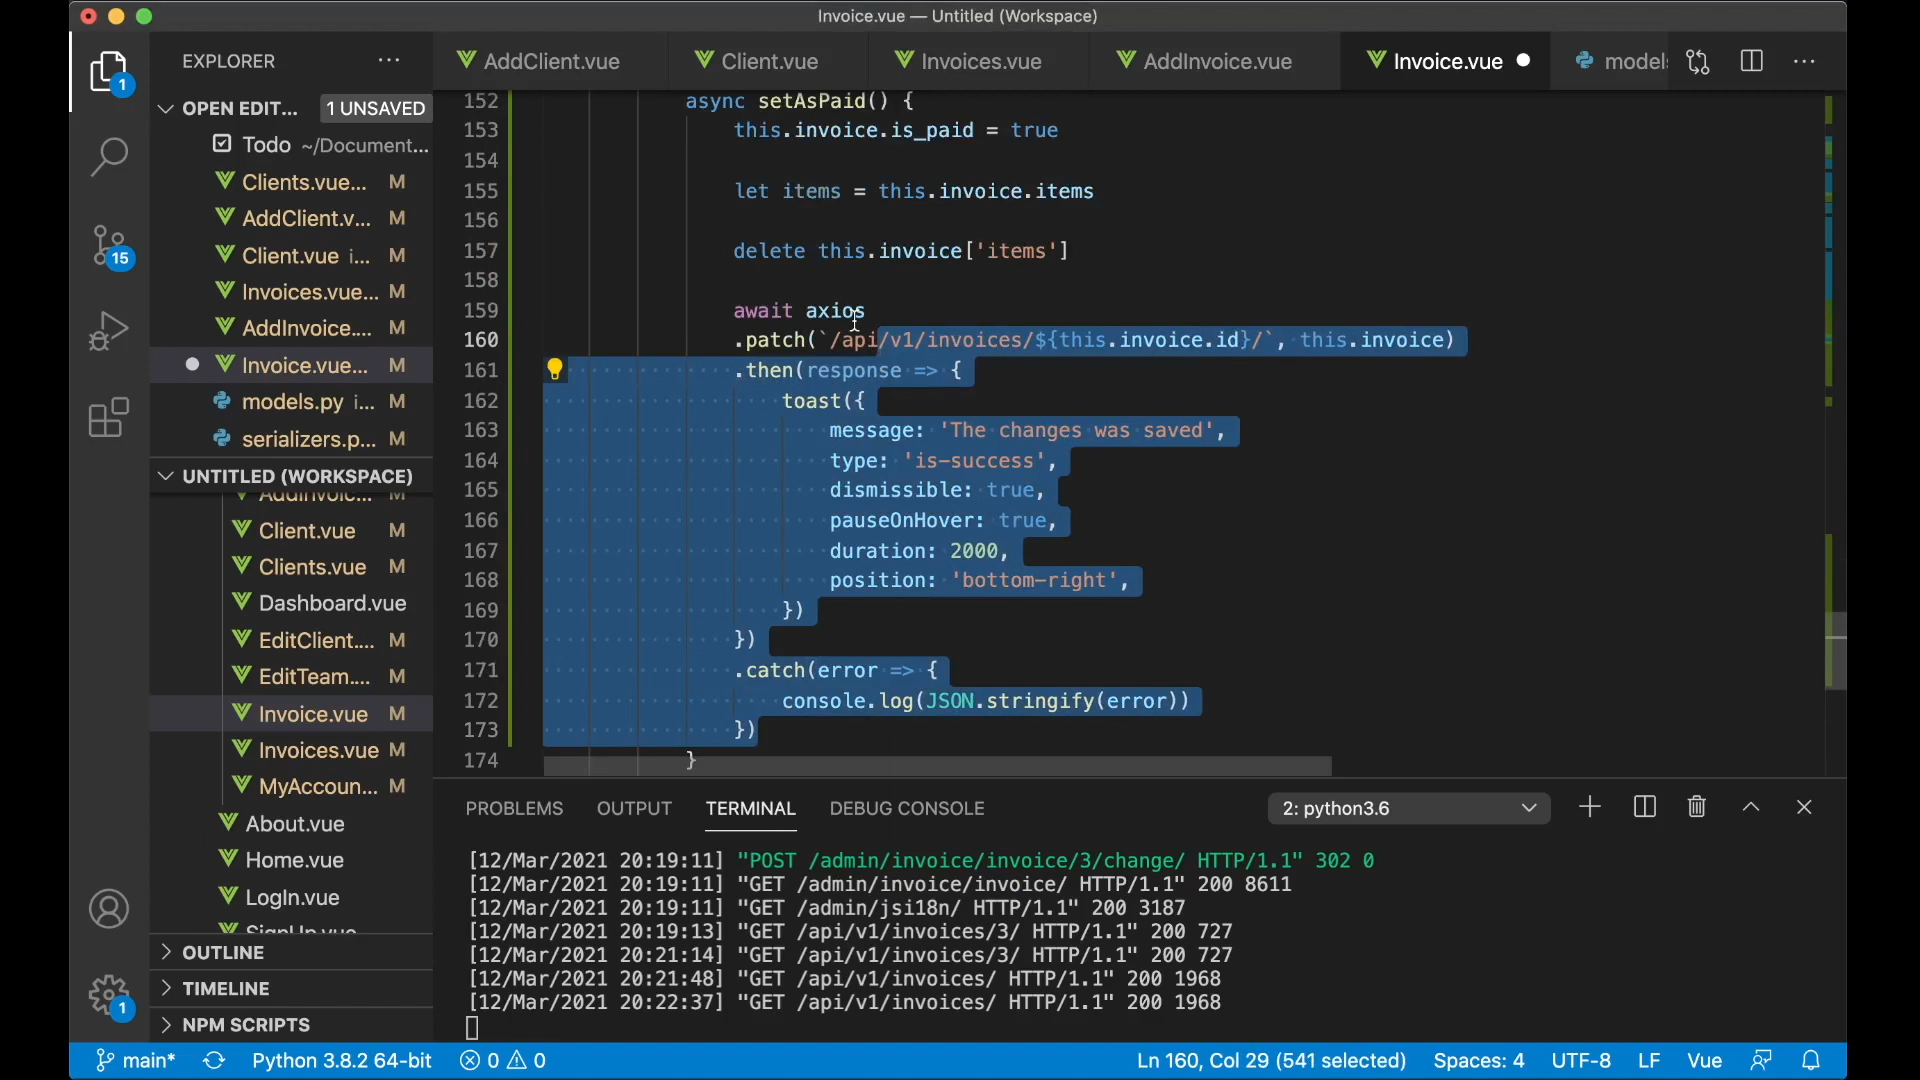 Invoice.vue — Untitled (Workspace)
EXPLORER
AddClient.vue
Client.vue
Invoices.vue
AddInvoice.vue
Invoice.vue
model
OPEN EDIT... 1 UNSAVED
Todo ~/Document...
Clients.vue... M
AddClient.v... M
Client.vue i... M
Invoices.vue... M
AddInvoice.... M
Invoice.vue... M
models.py i... M
serializers.p... M
UNTITLED (WORKSPACE)
AddInvoic... M
Client.vue M
Clients.vue M
Dashboard.vue
EditClient.... M
EditTeam.... M
Invoice.vue M
Invoices.vue M
MyAccoun... M
About.vue
Home.vue
LogIn.vue
SignUp.vue
OUTLINE
TIMELINE
NPM SCRIPTS
1
15
1
152 async setAsPaid() {
153 this.invoice.is_paid = true
154
155 let items = this.invoice.items
156
157 delete this.invoice['items']
158
159 await axios
160 .patch(`/api/v1/invoices/${this.invoice.id}/`, this.invoice)
161 .then(response => {
162 toast({
163 message: 'The changes was saved',
164 type: 'is-success',
165 dismissible: true,
166 pauseOnHover: true,
167 duration: 2000,
168 position: 'bottom-right',
169 })
170 })
171 .catch(error => {
172 console.log(JSON.stringify(error))
173 })
174 }
PROBLEMS OUTPUT TERMINAL DEBUG CONSOLE
2: python3.6
[12/Mar/2021 20:19:11] "POST /admin/invoice/invoice/3/change/ HTTP/1.1" 302 0
[12/Mar/2021 20:19:11] "GET /admin/invoice/invoice/ HTTP/1.1" 200 8611
[12/Mar/2021 20:19:11] "GET /admin/jsi18n/ HTTP/1.1" 200 3187
[12/Mar/2021 20:19:13] "GET /api/v1/invoices/3/ HTTP/1.1" 200 727
[12/Mar/2021 20:21:14] "GET /api/v1/invoices/3/ HTTP/1.1" 200 727
[12/Mar/2021 20:21:48] "GET /api/v1/invoices/ HTTP/1.1" 200 1968
[12/Mar/2021 20:22:37] "GET /api/v1/invoices/ HTTP/1.1" 200 1968
main* Python 3.8.2 64-bit 0 0 Ln 160, Col 29 (541 selected) Spaces: 4 UTF-8 LF Vue